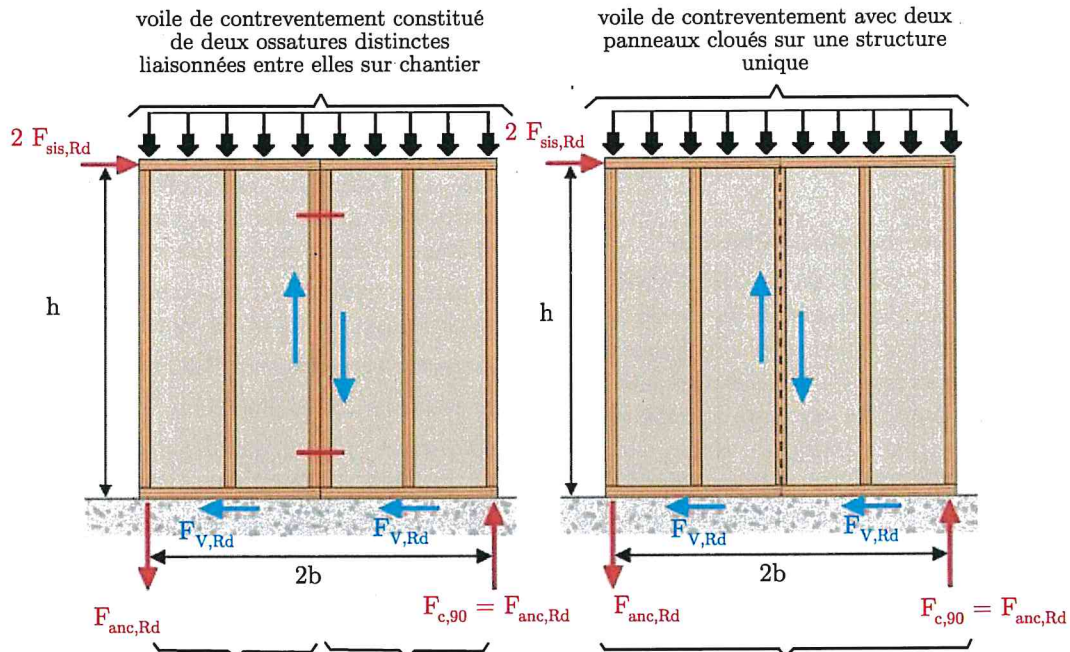 voile de contreventement constitué
de deux ossatures distinctes
liaisonnées entre elles sur chantier
2 F_sis,Rd
h
F_V,Rd
F_V,Rd
2b
F_anc,Rd
F_c,90 = F_anc,Rd
voile de contreventement avec deux
panneaux cloués sur une structure
unique
2 F_sis,Rd
h
F_V,Rd
F_V,Rd
2b
F_anc,Rd
F_c,90 = F_anc,Rd